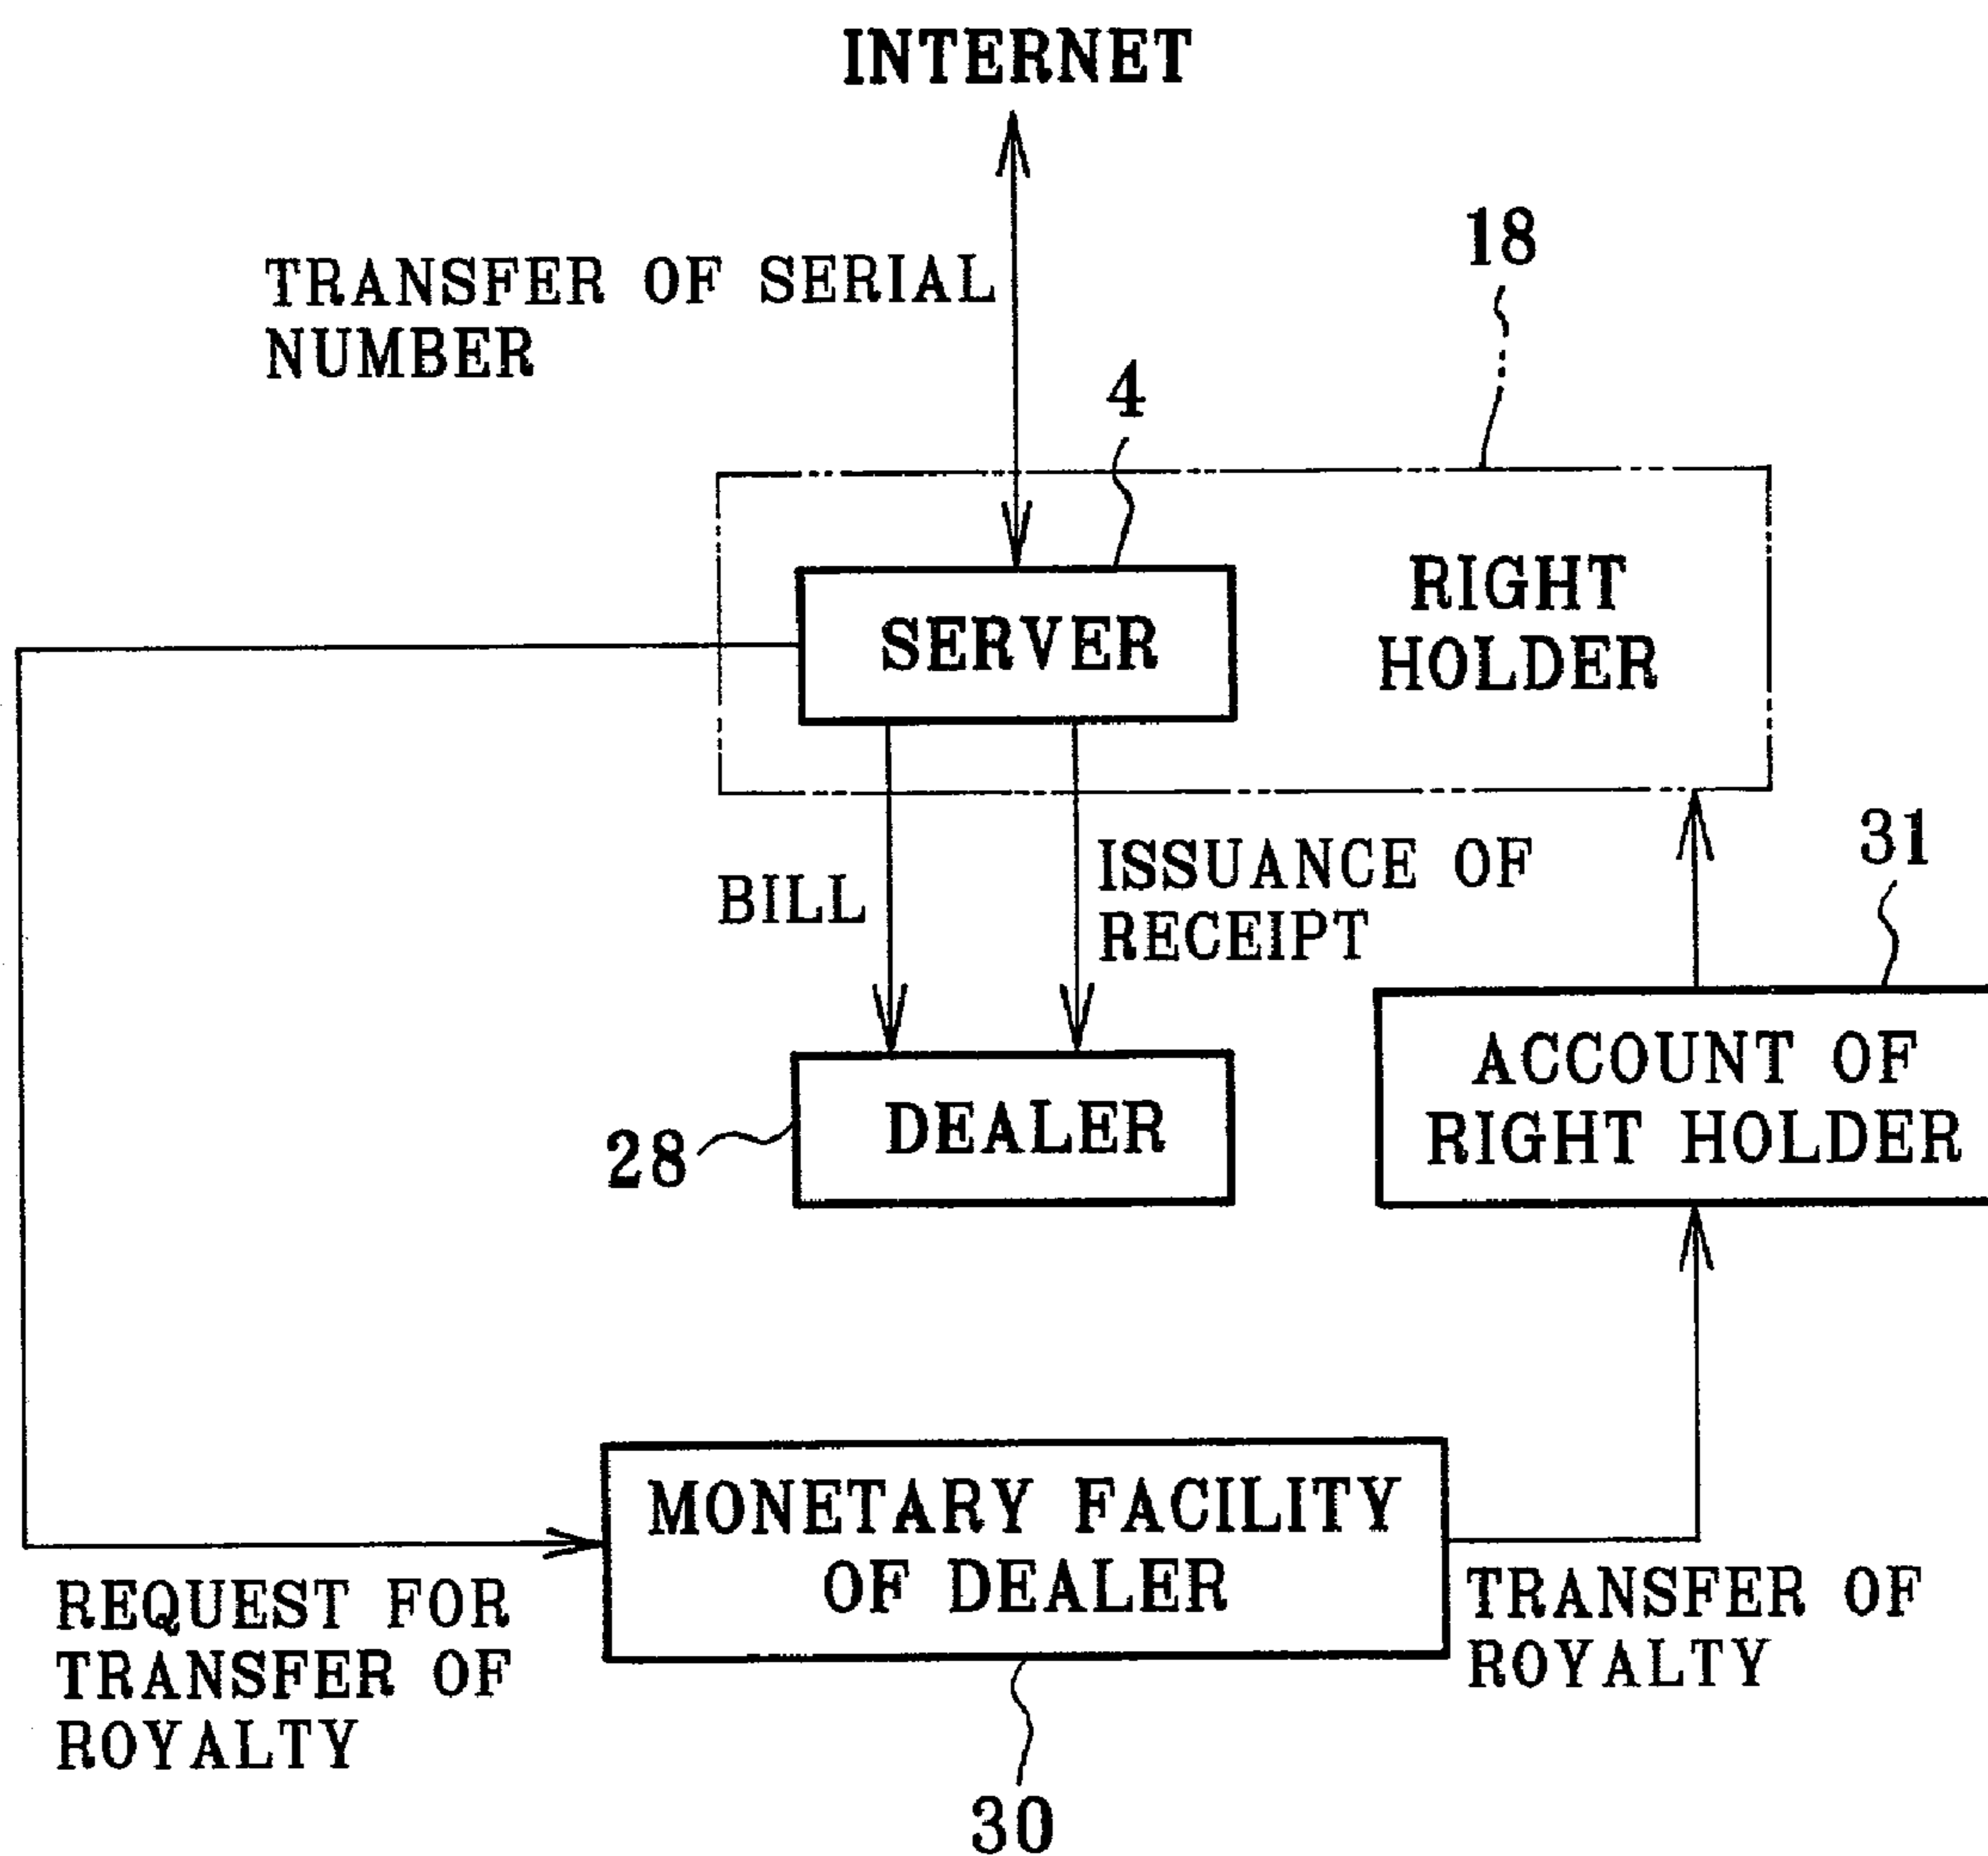 INTERNET
TRANSFER OF SERIAL
NUMBER
18
4
RIGHT
HOLDER
SERVER
31
BILL
ISSUANCE OF
RECEIPT
ACCOUNT OF
RIGHT HOLDER
28
DEALER
MONETARY FACILITY
OF DEALER
REQUEST FOR
TRANSFER OF
ROYALTY
TRANSFER OF
ROYALTY
30